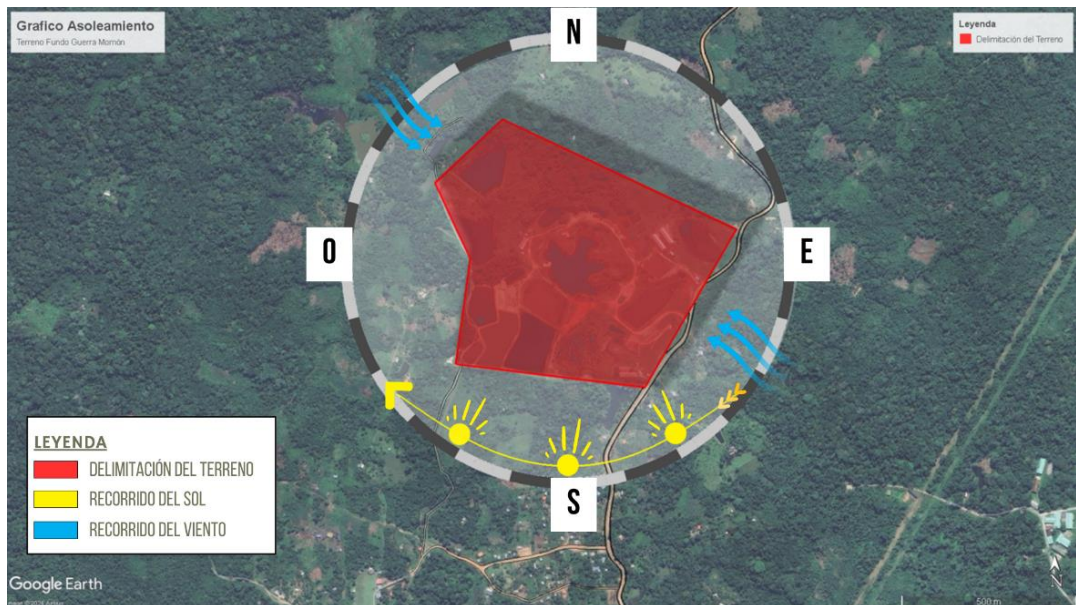 Grafico Asoleamiento
Terreno Fundo Guerra Mornón
Leyenda
Delimitación del Terreno
N
O
E
S
LEYENDA
DELIMITACIÓN DEL TERRENO
RECORRIDO DEL SOL
RECORRIDO DEL VIENTO
Google Earth
500 m